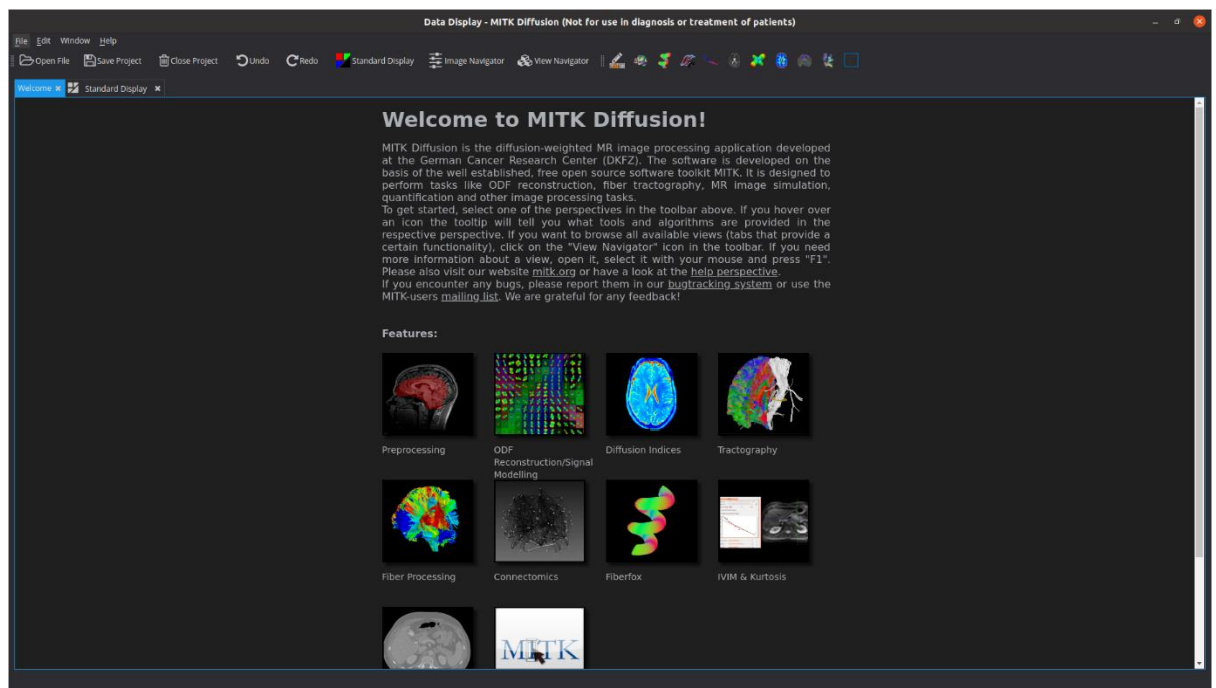 Data Display - MITK Diffusion (Not for use in diagnosis or treatment of patients)
File Edit Window Help
Open File Save Project Close Project Undo Redo Standard Display Image Navigator View Navigator
Welcome Standard Display
Welcome to MITK Diffusion!
MITK Diffusion is the diffusion-weighted MR image processing application developed
at the German Cancer Research Center (DKFZ). The software is developed on the
basis of the well established, free open source software toolkit MITK. It is designed to
perform tasks like ODF reconstruction, fiber tractography, MR image simulation,
quantification and other image processing tasks.
To get started, select one of the perspectives in the toolbar above. If you hover over
an icon the tooltip will tell you what tools and algorithms are provided in the
respective perspective. If you want to browse all available views (tabs that provide a
certain functionality), click on the "View Navigator" icon in the toolbar. If you need
more information about a view, open it, select it with your mouse and press "F1".
Please also visit our website mitk.org or have a look at the help perspective.
If you encounter any bugs, please report them in our bugtracking system or use the
MITK-users mailing list. We are grateful for any feedback!
Features:
Preprocessing
ODF
Reconstruction/Signal
Modelling
Diffusion Indices
Tractography
Fiber Processing
Connectomics
Fiberfox
IVIM & Kurtosis
MITK